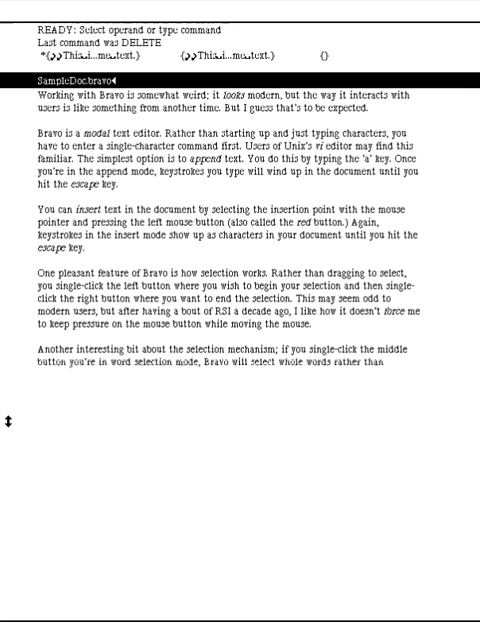 READY: Select operand or type command
Last command was DELETE
SampleDoc.bravo
Working with Bravo is somewhat weird; it looks modern, but the way it interacts with
users is like something from another time. But I guess that's to be expected.
Bravo is a modal text editor. Rather than starting up and just typing characters, you
have to enter a single-character command first. Users of Unix's vi editor may find this
familiar. The simplest option is to append text. You do this by typing the 'a' key. Once
you're in the append mode, keystrokes you type will wind up in the document until you
hit the escape key.
You can insert text in the document by selecting the insertion point with the mouse
pointer and pressing the left mouse button (also called the red button.) Again,
keystrokes in the insert mode show up as characters in your document until you hit the
escape key.
One pleasant feature of Bravo is how selection works. Rather than dragging to select,
you single-click the left button where you wish to begin your selection and then single-
click the right button where you want to end the selection. This may seem odd to
modern users, but after having a bout of RSI a decade ago, I like how it doesn't force me
to keep pressure on the mouse button while moving the mouse.
Another interesting bit about the selection mechanism; if you single-click the middle
button you're in word selection mode, Bravo will select whole words rather than